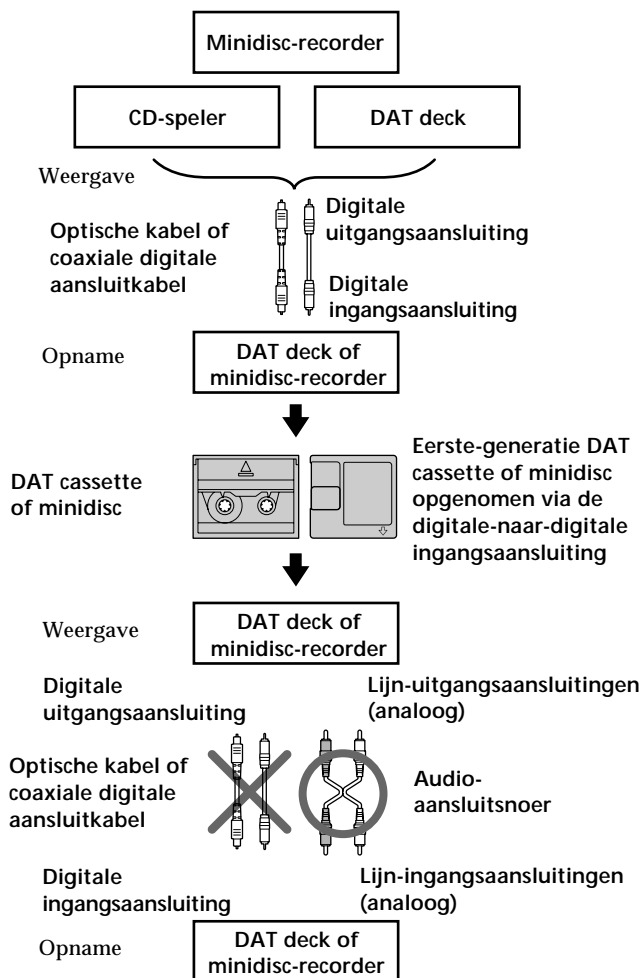 Minidisc-recorder
CD-speler
DAT deck
Weergave
Optische kabel of
coaxiale digitale
aansluitkabel
Digitale
uitgangsaansluiting
Digitale
ingangsaansluiting
Opname
DAT deck of
minidisc-recorder
DAT cassette
of minidisc
Eerste-generatie DAT
cassette of minidisc
opgenomen via de
digitale-naar-digitale
ingangsaansluiting
Weergave
DAT deck of
minidisc-recorder
Digitale
uitgangsaansluiting
Lijn-uitgangsaansluitingen
(analoog)
Optische kabel of
coaxiale digitale
aansluitkabel
Audio-
aansluitsnoer
Digitale
ingangsaansluiting
Lijn-ingangsaansluitingen
(analoog)
Opname
DAT deck of
minidisc-recorder